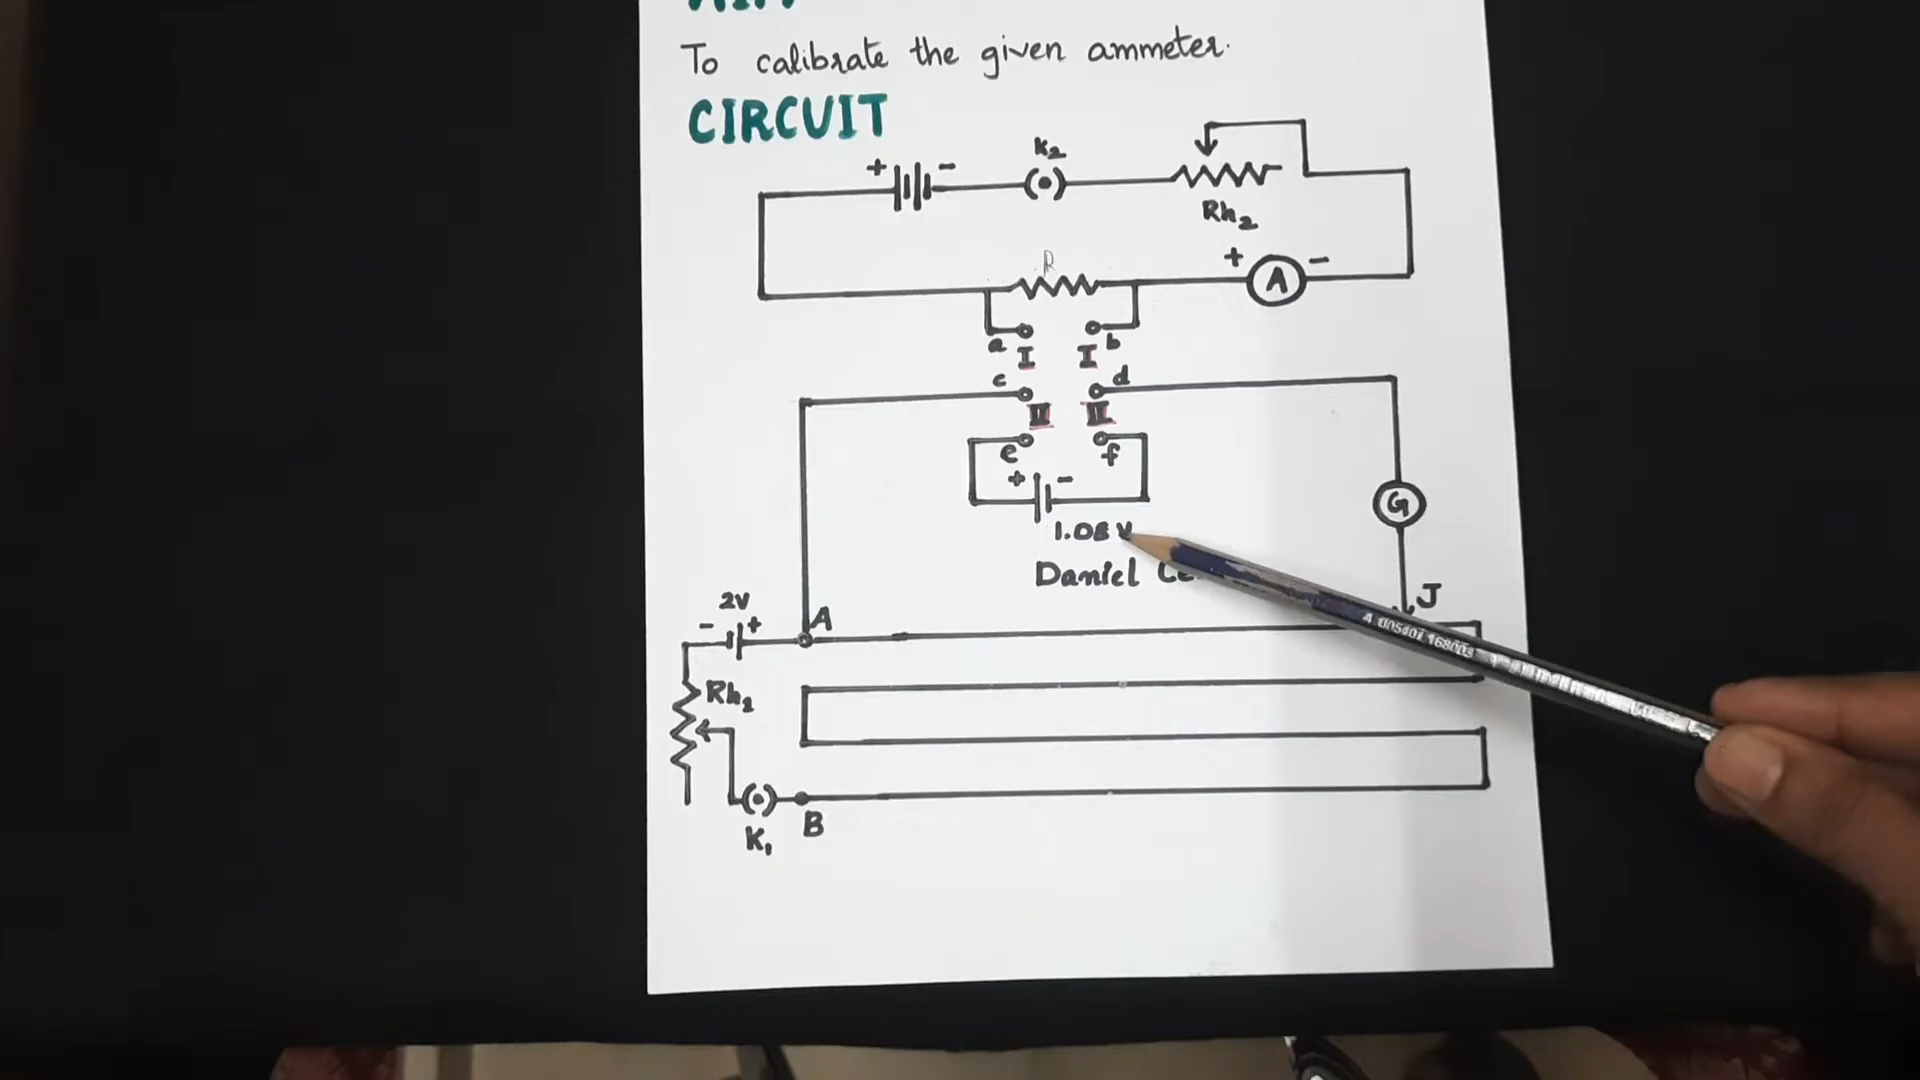 To calibrate the given ammeter.
CIRCUIT
+ - K2
Rh2
R
+ A -
a I I b
c d
II II
e f
+ -
1.08 V
Daniel
G
J
2V
- + A
Rh1
K1 B